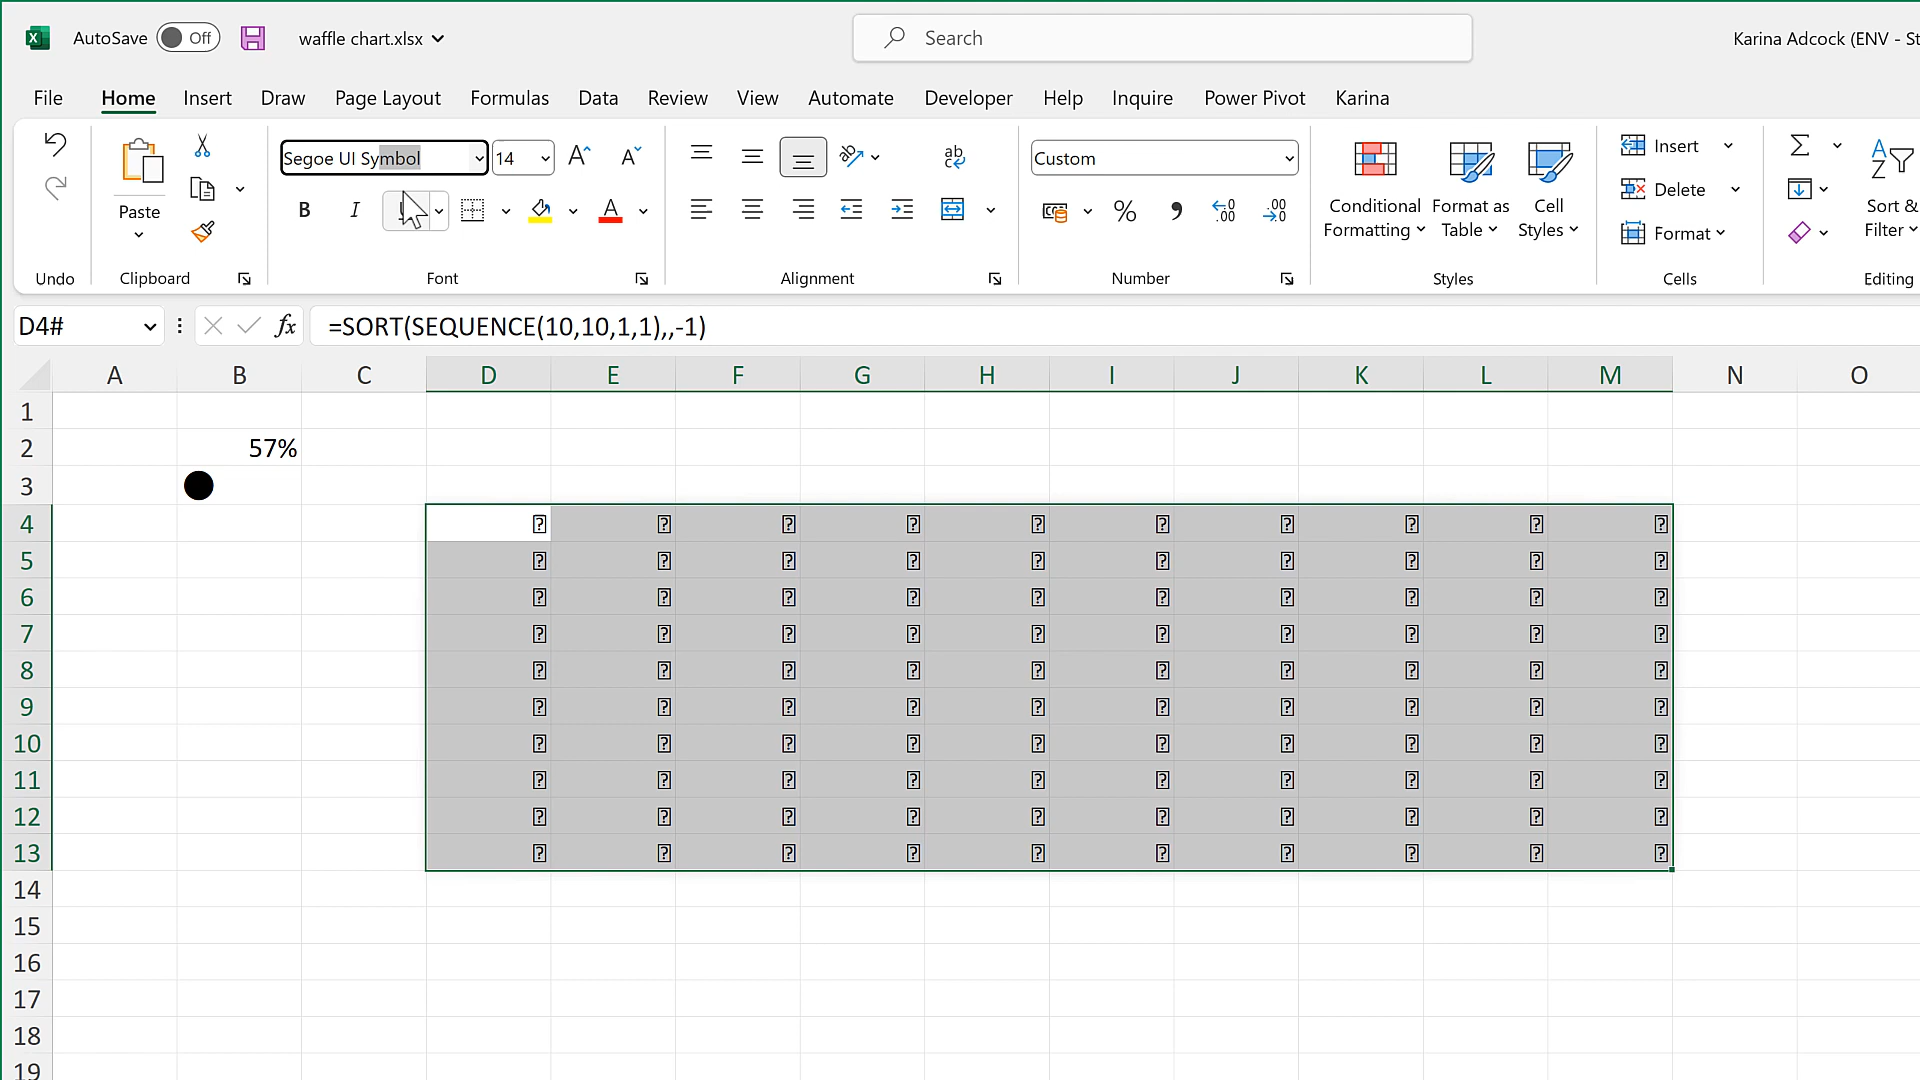 AutoSave Off waffle chart.xlsx Search Karina Adcock (ENV - St
File Home Insert Draw Page Layout Formulas Data Review View Automate Developer Help Inquire Power Pivot Karina
Segoe UI Symbol 14 A A ab Custom Insert Σ A Z
Paste B I A % 9 .00 .00 Conditional Formatting Format as Table Cell Styles Delete Format Sort & Filter
Undo Clipboard Font Alignment Number Styles Cells Editing
D4# fx =SORT(SEQUENCE(10,10,1,1),,-1)
A B C D E F G H I J K L M N O
1
2 57%
3 ●
4 ? ? ? ? ? ? ? ? ? ?
5 ? ? ? ? ? ? ? ? ? ?
6 ? ? ? ? ? ? ? ? ? ?
7 ? ? ? ? ? ? ? ? ? ?
8 ? ? ? ? ? ? ? ? ? ?
9 ? ? ? ? ? ? ? ? ? ?
10 ? ? ? ? ? ? ? ? ? ?
11 ? ? ? ? ? ? ? ? ? ?
12 ? ? ? ? ? ? ? ? ? ?
13 ? ? ? ? ? ? ? ? ? ?
14
15
16
17
18
19